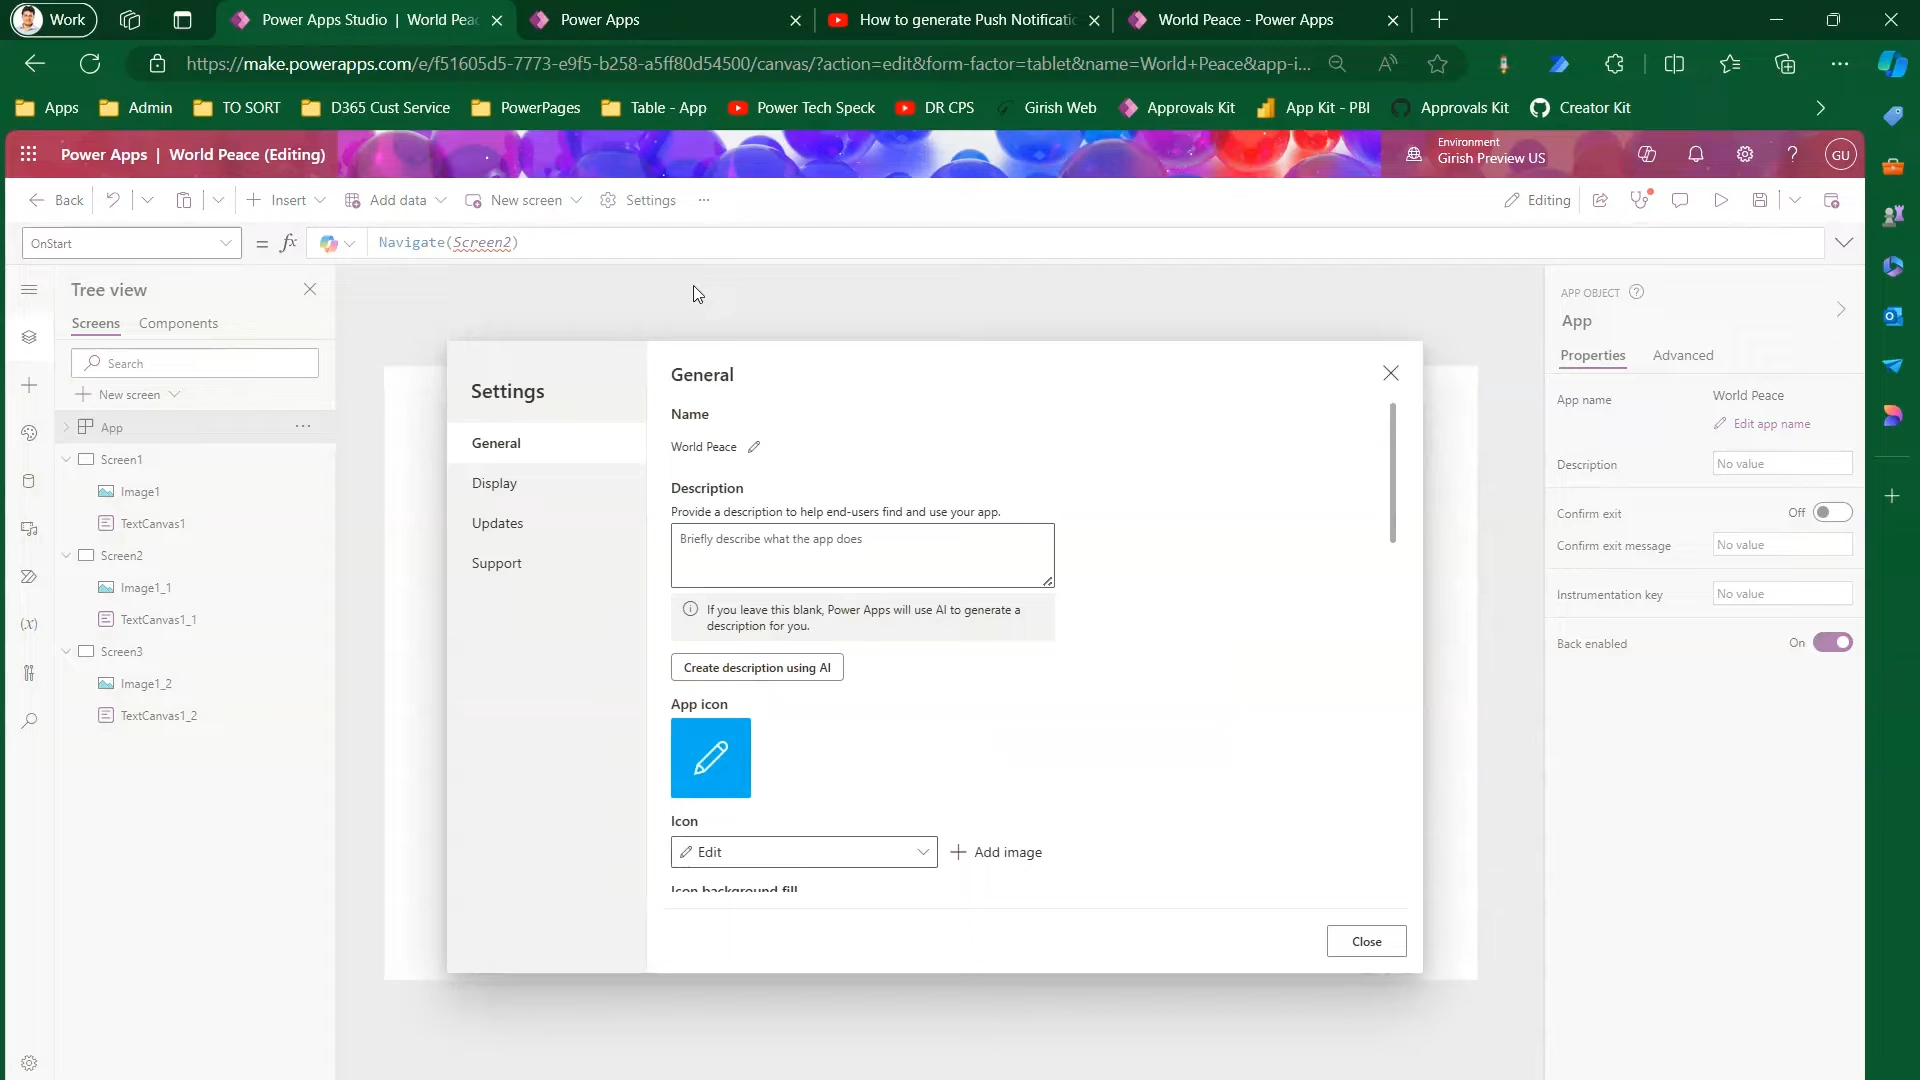 Work
Power Apps Studio | World Peac
Power Apps
How to generate Push Notificati
World Peace - Power Apps
https://make.powerapps.com/e/f51605d5-7773-e9f5-b258-a5ff80d54500/canvas/?action=edit&form-factor=tablet&name=World+Peace&app-i...
Apps
Admin
TO SORT
D365 Cust Service
PowerPages
Table - App
Power Tech Speck
DR CPS
Girish Web
Approvals Kit
App Kit - PBI
Approvals Kit
Creator Kit
Power Apps | World Peace (Editing)
Environment
Girish Preview US
GU
Back
Insert
Add data
New screen
Settings
...
Editing
OnStart
= fx
Navigate(Screen2)
Tree view
Screens
Components
Search
New screen
App
...
Screen1
Image1
TextCanvas1
Screen2
Image1_1
TextCanvas1_1
Screen3
Image1_2
TextCanvas1_2
(x)
Settings
General
Display
Updates
Support
General
Name
World Peace
Description
Provide a description to help end-users find and use your app.
Briefly describe what the app does
If you leave this blank, Power Apps will use AI to generate a
description for you.
Create description using AI
App icon
Icon
Edit
Add image
Icon background fill
Close
APP OBJECT
App
Properties
Advanced
App name
World Peace
Edit app name
Description
No value
Confirm exit
Off
Confirm exit message
No value
Instrumentation key
No value
Back enabled
On